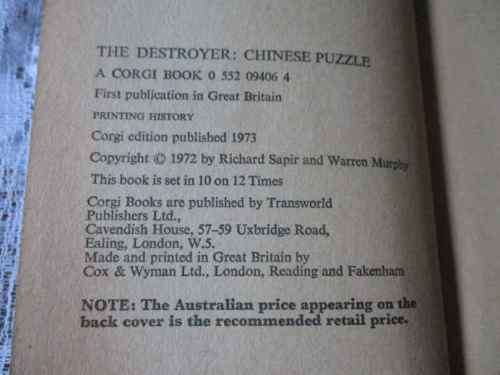 THE DESTROYER: CHINESE PUZZLE
A CORGI BOOK 0 552 09406 4
First publication in Great Britain
PRINTING HISTORY
Corgi edition published 1973
Copyright © 1972 by Richard Sapir and Warren Murphy
This book is set in 10 on 12 Times
Corgi Books are published by Transworld
Publishers Ltd.,
Cavendish House, 57–59 Uxbridge Road,
Ealing, London, W.5.
Made and printed in Great Britain by
Cox & Wyman Ltd., London, Reading and Fakenham
NOTE: The Australian price appearing on the
back cover is the recommended retail price.